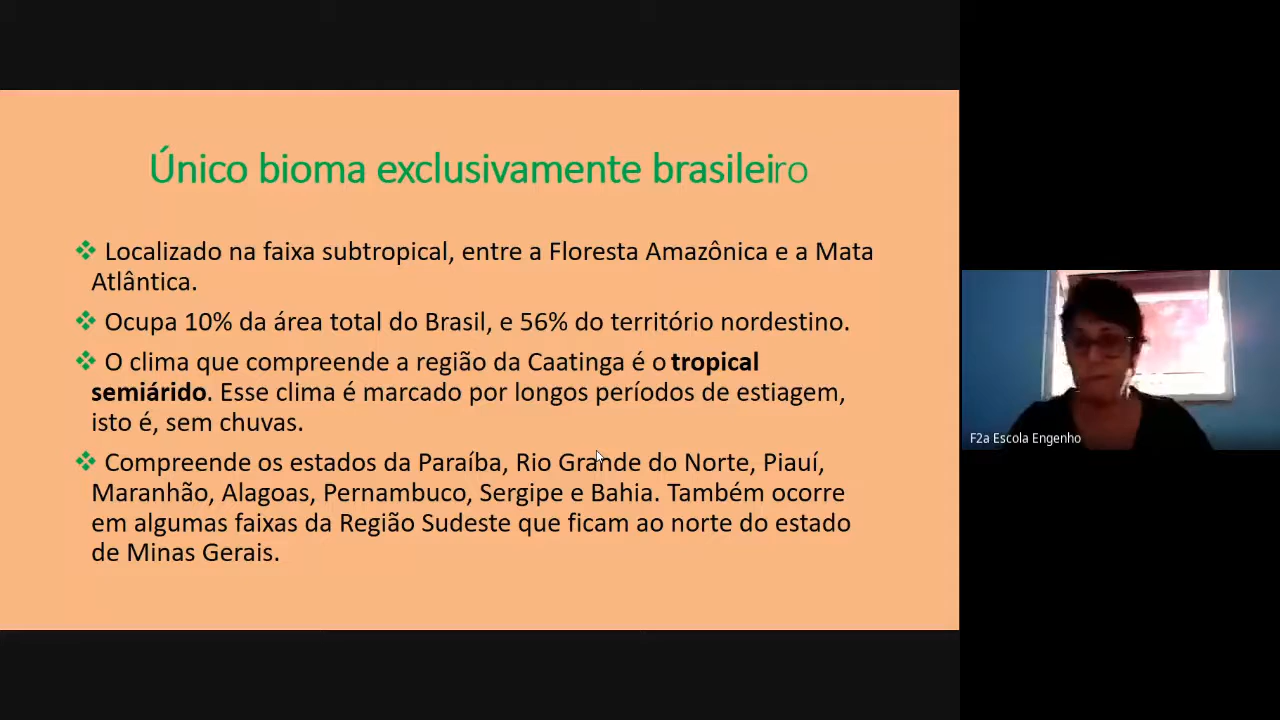 Único bioma exclusivamente brasileiro
Localizado na faixa subtropical, entre a Floresta Amazônica e a Mata
Atlântica.
Ocupa 10% da área total do Brasil, e 56% do território nordestino.
O clima que compreende a região da Caatinga é o tropical
semiárido. Esse clima é marcado por longos períodos de estiagem,
isto é, sem chuvas.
Compreende os estados da Paraíba, Rio Grande do Norte, Piauí,
Maranhão, Alagoas, Pernambuco, Sergipe e Bahia. Também ocorre
em algumas faixas da Região Sudeste que ficam ao norte do estado
de Minas Gerais.
F2a Escola Engenho